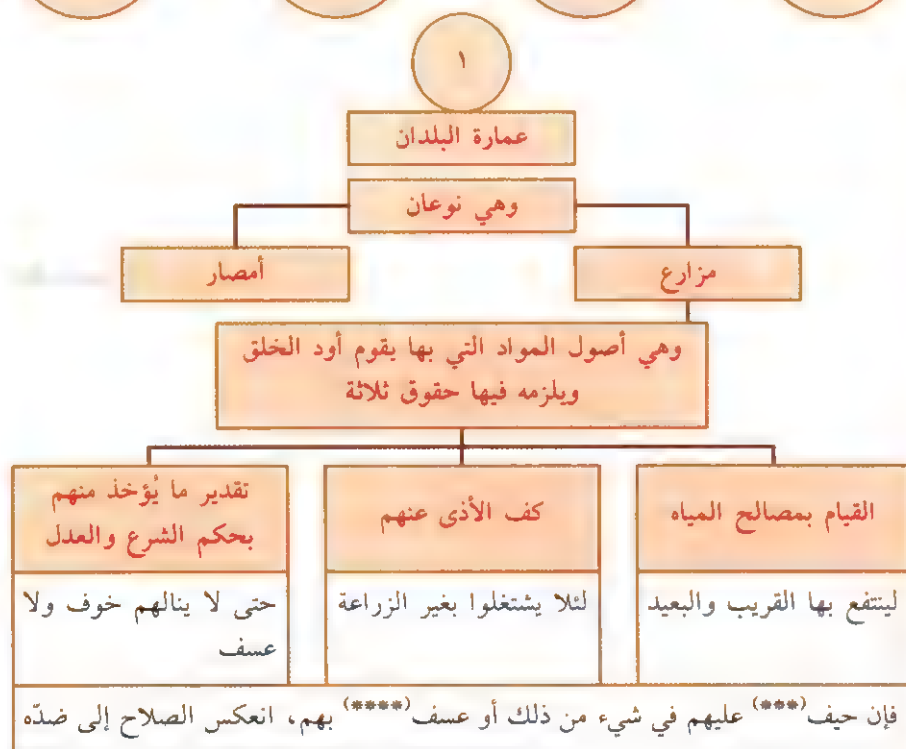 ١
عمارة البلدان
وهي نوعان
مزارع
أمصار
وهي أصول المواد التي بها يقوم أود الخلق
ويلزمه فيها حقوق ثلاثة
القيام بمصالح المياه
لينتفع بها القريب والبعيد
كف الأذى عنهم
لئلا يشتغلوا بغير الزراعة
تقدير ما يُؤخذ منهم
بحكم الشرع والعدل
حتى لا ينالهم خوف ولا
عسف
فإن حيف(***) عليهم في شيء من ذلك أو عسف(****) بهم، انعكس الصلاح إلى ضدّه